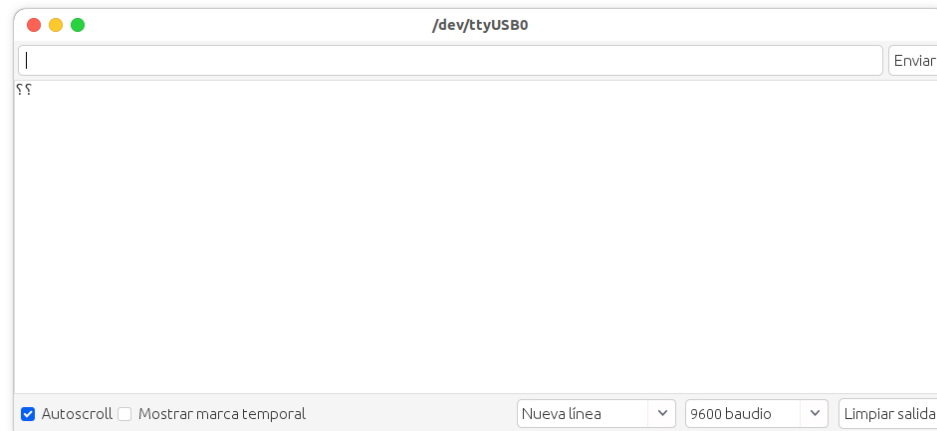 /dev/ttyUSB0
Enviar
⸮⸮
Autoscroll Mostrar marca temporal Nueva línea 9600 baudio Limpiar salida